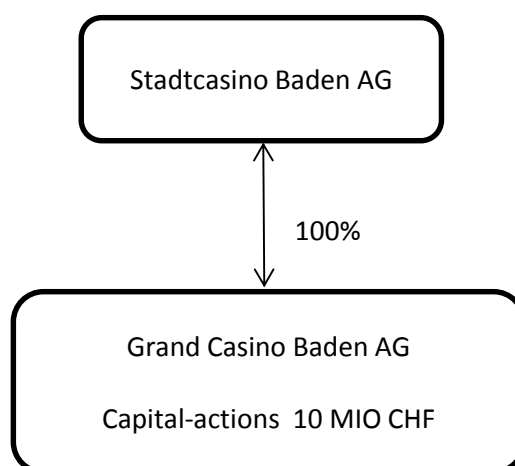 Stadtcasino Baden AG
100%
Grand Casino Baden AG
Capital-actions 10 MIO CHF